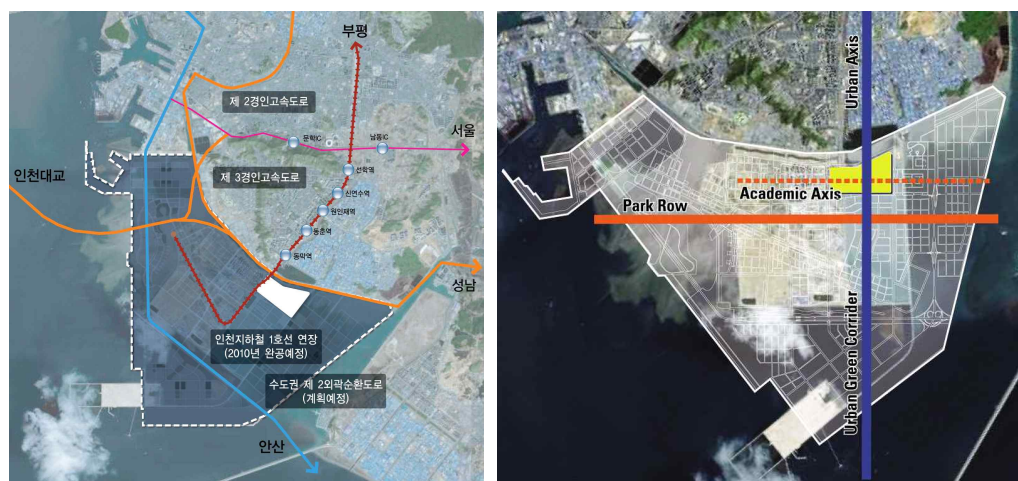 부평
제 2경인고속도로
문학IC
남동IC
서울
선학역
인천대교
제 3경인고속도로
신연수역
원인재역
동춘역
동막역
성남
인천지하철 1호선 연장
(2010년 완공예정)
수도권 제 2외곽순환도로
(계획예정)
안산
Urban Axis
Academic Axis
Park Row
Urban Green Corrider